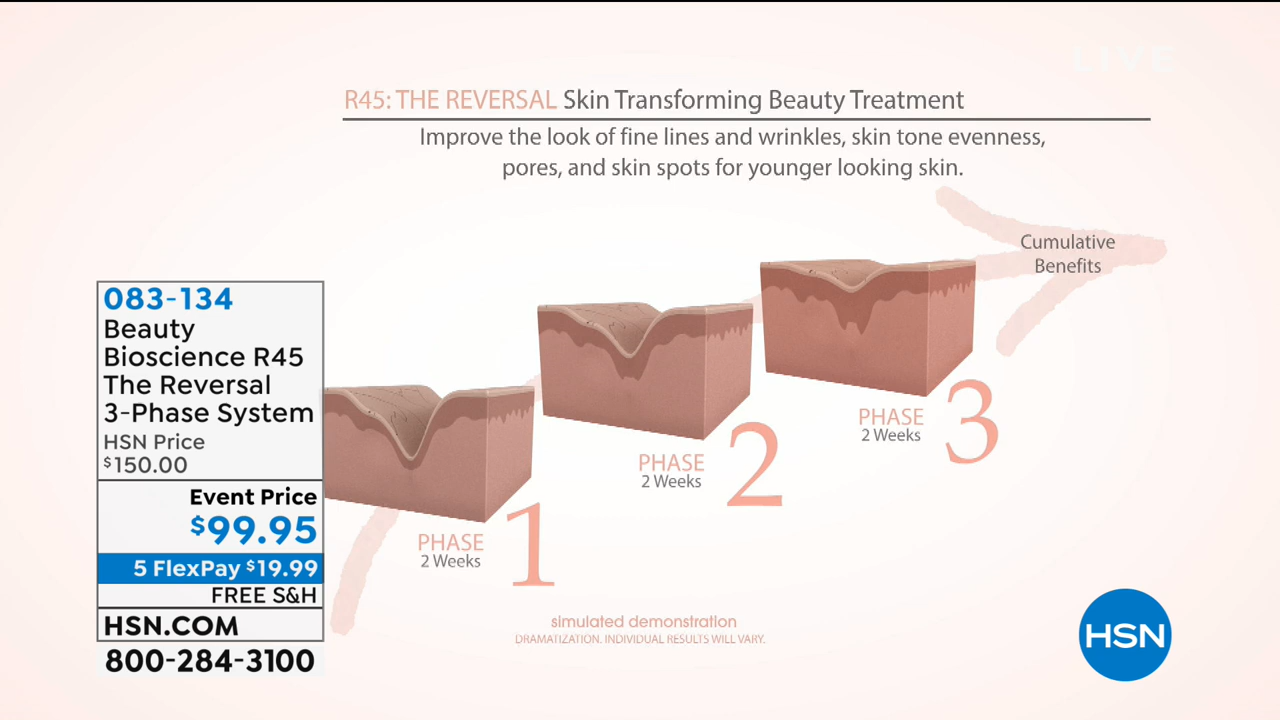 LIVE
R45: THE REVERSAL Skin Transforming Beauty Treatment
Improve the look of fine lines and wrinkles, skin tone evenness,
pores, and skin spots for younger looking skin.
Cumulative
Benefits
PHASE
2 Weeks
3
PHASE
2 Weeks
2
PHASE
2 Weeks
1
simulated demonstration
DRAMATIZATION. INDIVIDUAL RESULTS WILL VARY.
083-134
Beauty
Bioscience R45
The Reversal
3-Phase System
HSN Price
$150.00
Event Price
$99.95
5 FlexPay $19.99
FREE S&H
HSN.COM
800-284-3100
HSN